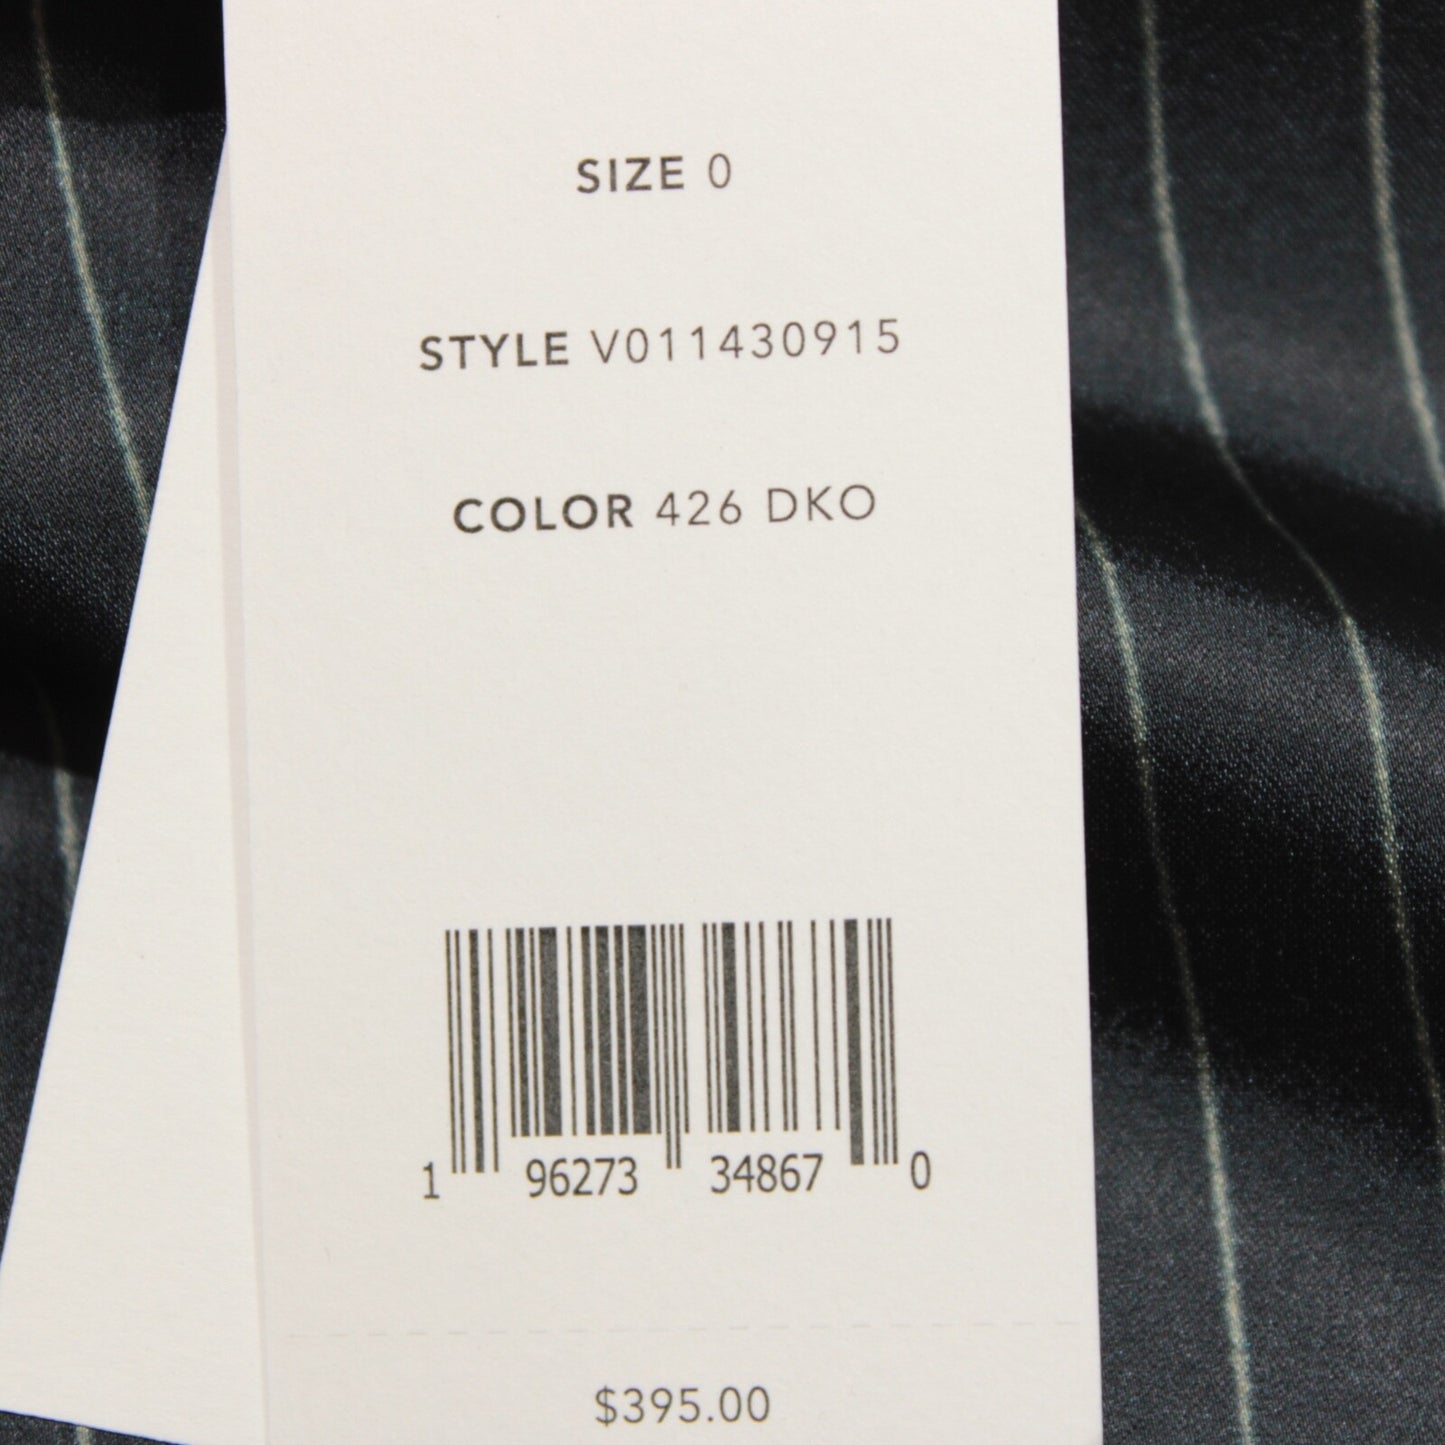 SIZE 0
STYLE V011430915
COLOR 426 DKO
1 96273 34867 0
$395.00